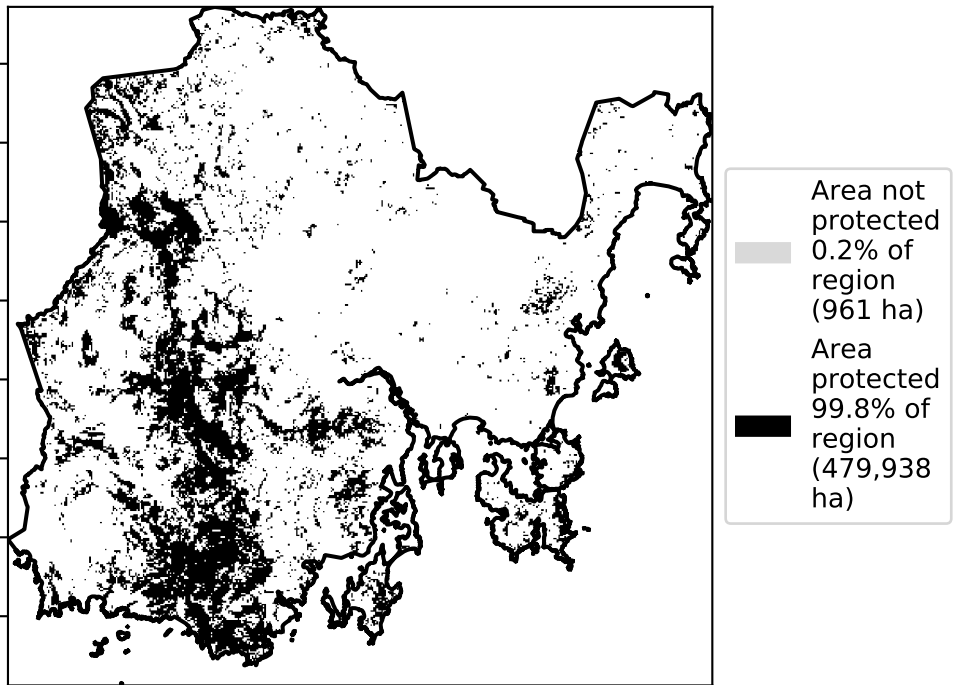 Area not
protected
0.2% of
region
(961 ha)
Area
protected
99.8% of
region
(479,938
ha)